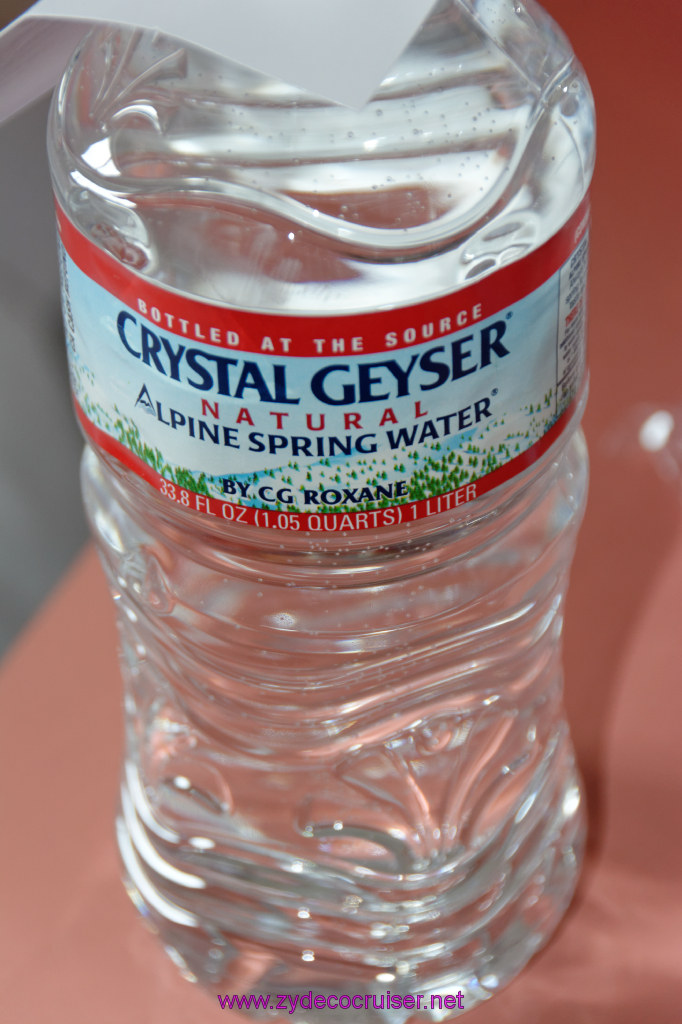 BOTTLED AT THE SOURCE
CRYSTAL GEYSER®
NATURAL
ALPINE SPRING WATER®
BY CG ROXANE
33.8 FL OZ (1.05 QUARTS) 1 LITER
www.zydecocruiser.net